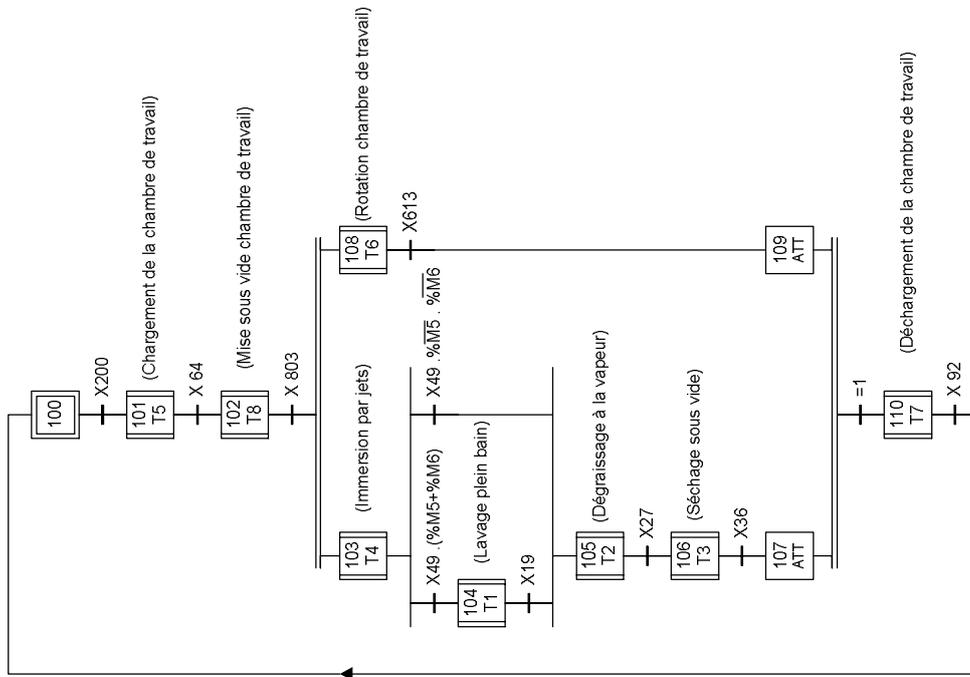 100
X200
101
T5
(Chargement de la chambre de travail)
X 64
102
T8
(Mise sous vide chambre de travail)
X 803
103
T4
(Immersion par jets)
108
T6
(Rotation chambre de travail)
X613
X49 .(%M5+%M6)
X49 .%M̅5̅ . %M̅6̅
104
T1
(Lavage plein bain)
X19
105
T2
(Dégraissage à la vapeur)
X27
106
T3
(Séchage sous vide)
X36
107
ATT
109
ATT
=1
110
T7
(Déchargement de la chambre de travail)
X 92